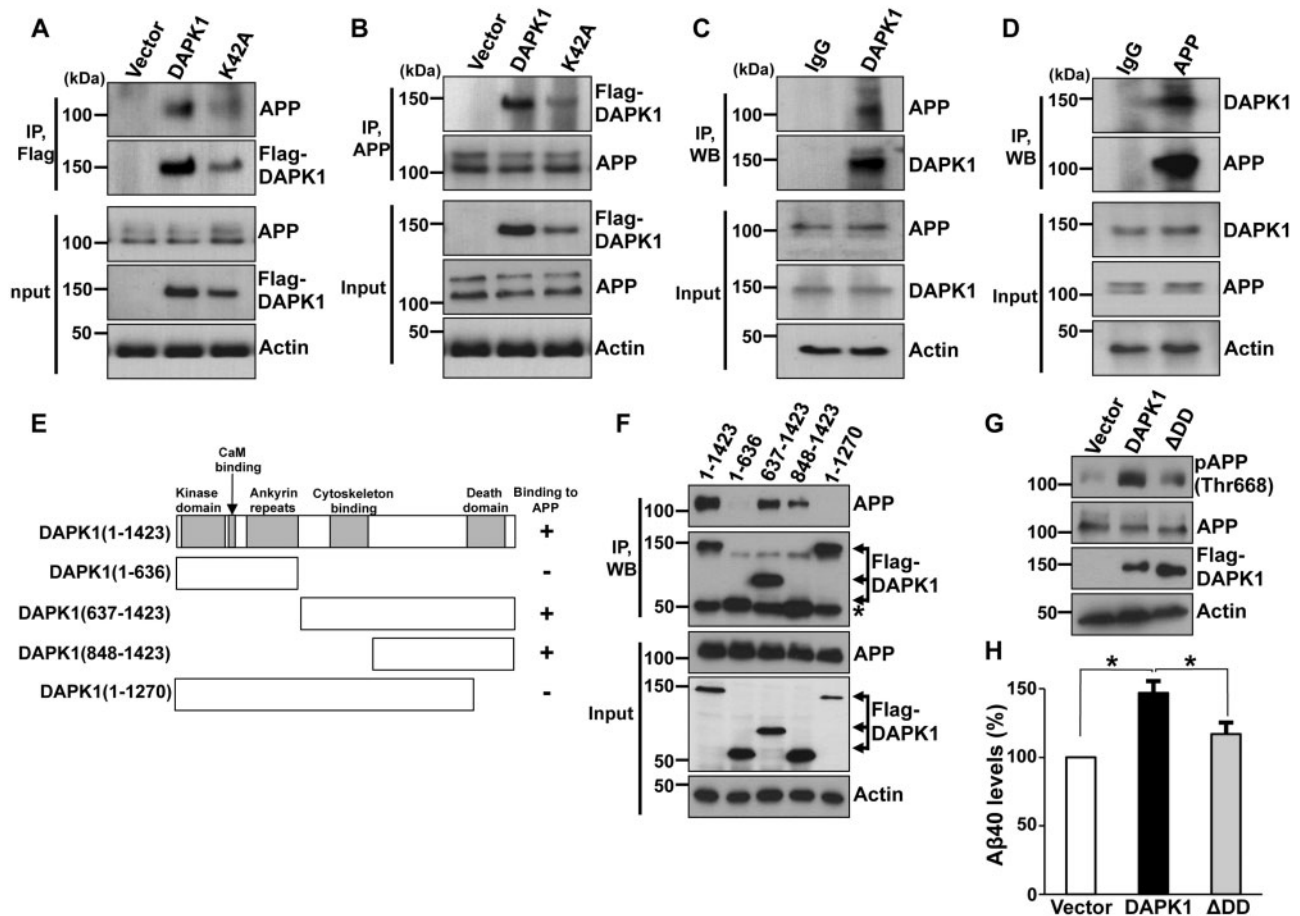 A
Vector DAPK1 K42A
(kDa)
IP, Flag
100
APP
150
Flag-DAPK1
nput
100
APP
150
Flag-DAPK1
50
Actin
B
Vector DAPK1 K42A
(kDa)
IP, APP
150
Flag-DAPK1
100
APP
Input
150
Flag-DAPK1
100
APP
50
Actin
C
IgG DAPK1
(kDa)
IP, WB
100
APP
150
DAPK1
Input
100
APP
150
DAPK1
50
Actin
D
IgG APP
(kDa)
IP, WB
150
DAPK1
100
APP
Input
150
DAPK1
100
APP
50
Actin
E
CaM binding
Kinase domain
Ankyrin repeats
Cytoskeleton binding
Death domain
Binding to APP
DAPK1(1-1423) +
DAPK1(1-636) -
DAPK1(637-1423) +
DAPK1(848-1423) +
DAPK1(1-1270) -
F
1-1423 1-636 637-1423 848-1423 1-1270
IP, WB
100
APP
150
100
50
Flag-DAPK1
*
Input
100
APP
150
100
50
Flag-DAPK1
50
Actin
G
Vector DAPK1 ΔDD
100
pAPP (Thr668)
100
APP
150
Flag-DAPK1
50
Actin
H
* *
Aβ40 levels (%)
150
100
50
0
Vector DAPK1 ΔDD